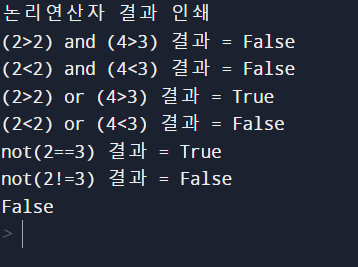 논리연산자 결과 인쇄
(2>2) and (4>3) 결과 = False
(2<2) and (4<3) 결과 = False
(2>2) or (4>3) 결과 = True
(2<2) or (4<3) 결과 = False
not(2==3) 결과 = True
not(2!=3) 결과 = False
False
>